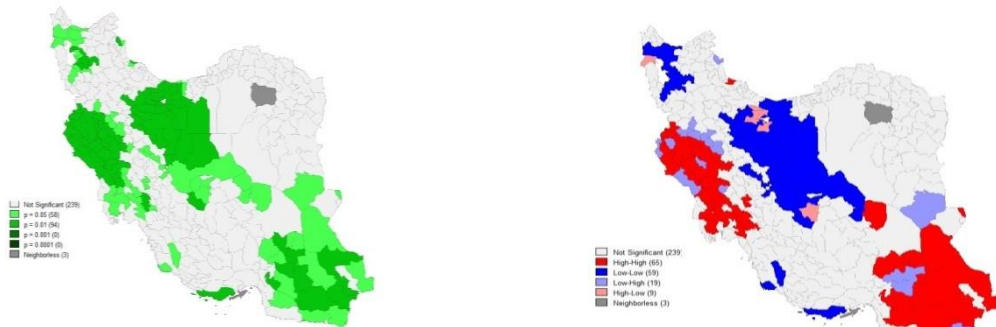 Not Significant (239)
p = 0.05 (58)
p = 0.01 (94)
p = 0.001 (0)
p = 0.0001 (0)
Neighborless (3)
Not Significant (239)
High-High (65)
Low-Low (59)
Low-High (19)
High-Low (9)
Neighborless (3)